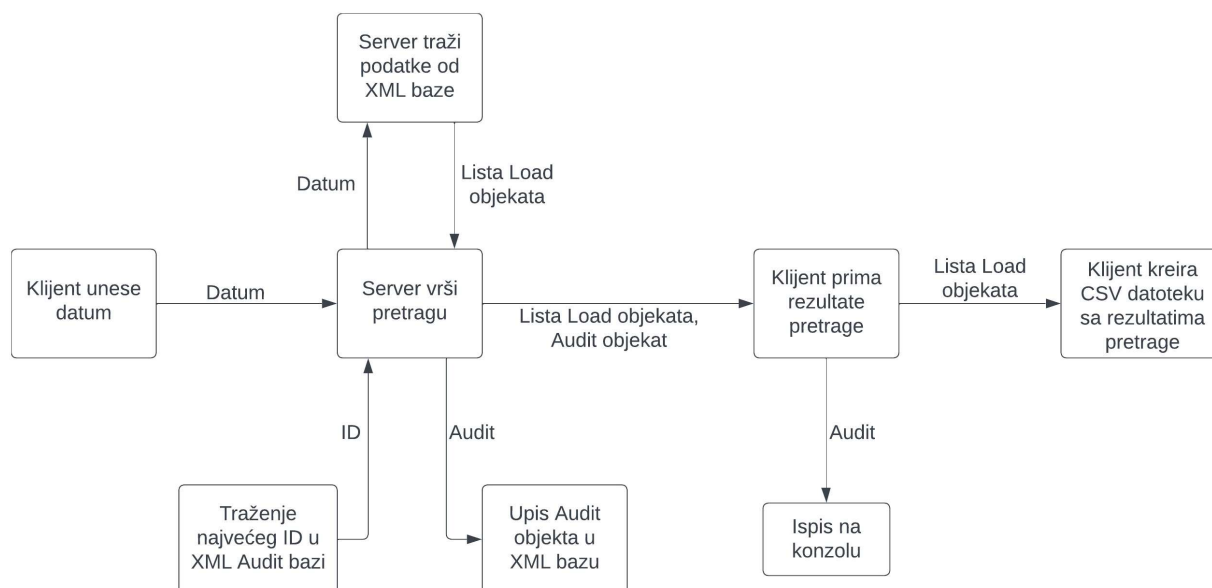 Server traži
podatke od
XML baze
Datum
Lista Load
objekata
Klijent unese
datum
Datum
Server vrši
pretragu
Lista Load objekata,
Audit objekat
Klijent prima
rezultate
pretrage
Lista Load
objekata
Klijent kreira
CSV datoteku
sa rezultatima
pretrage
ID
Audit
Audit
Traženje
najvećeg ID u
XML Audit bazi
Upis Audit
objekta u
XML bazu
Ispis na
konzolu